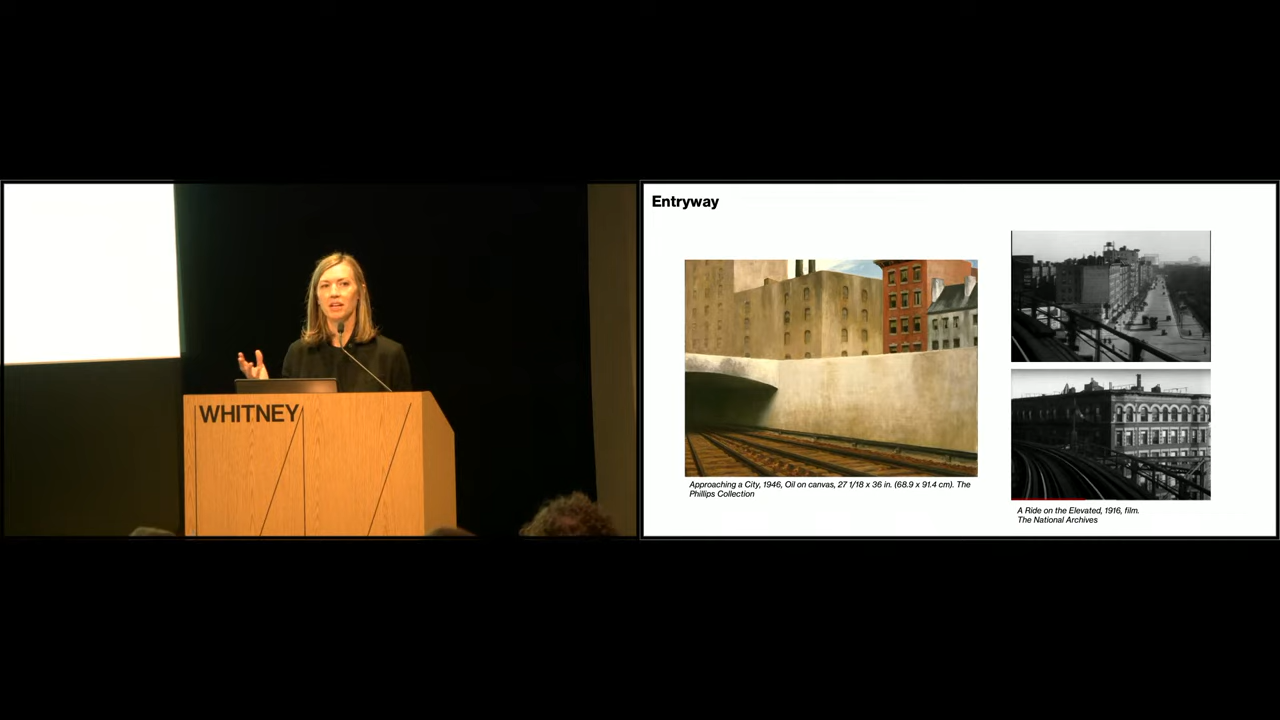 WHITNEY
Entryway
Approaching a City, 1946, Oil on canvas, 27 1/18 x 36 in. (68.9 x 91.4 cm). The
Phillips Collection
A Ride on the Elevated, 1916, film.
The National Archives